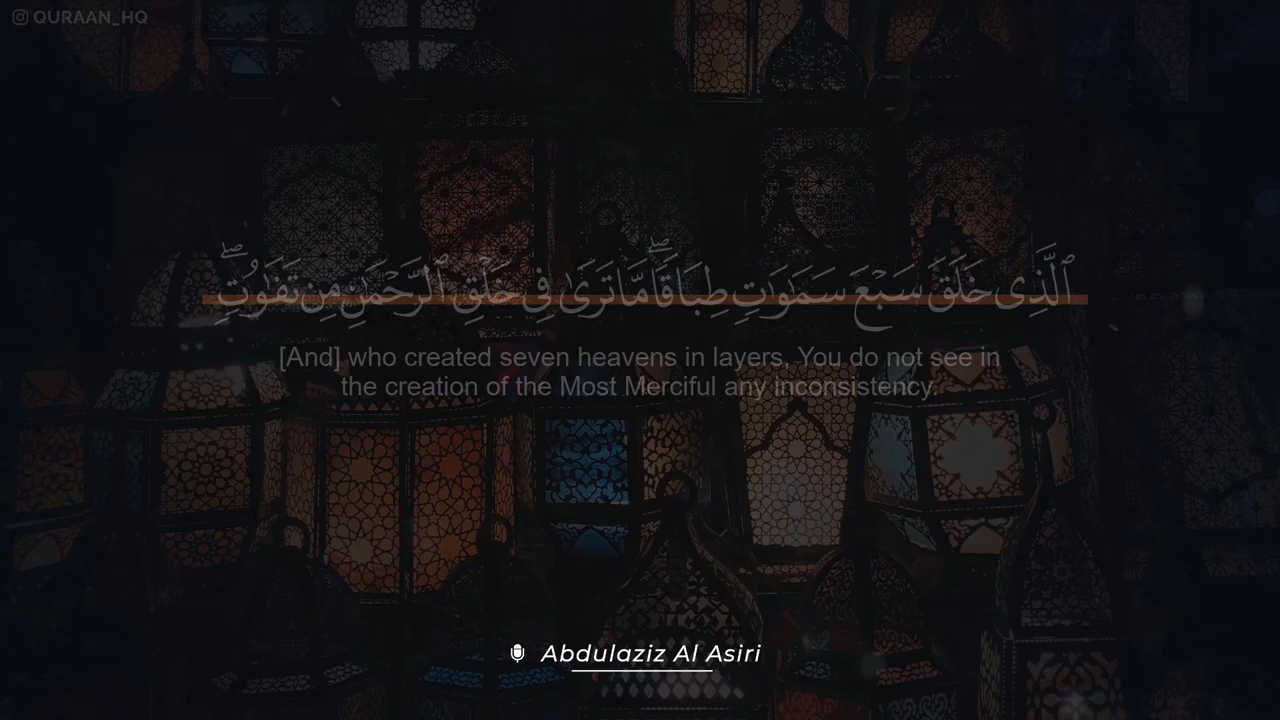 QURAAN_HQ
ٱلَّذِى خَلَقَ سَبْعَ سَمَٰوَٰتٍ طِبَاقًا ۖ مَّا تَرَىٰ فِى خَلْقِ ٱلرَّحْمَٰنِ مِن تَفَٰوُتٍ ۖ
[And] who created seven heavens in layers. You do not see in
the creation of the Most Merciful any inconsistency.
Abdulaziz Al Asiri